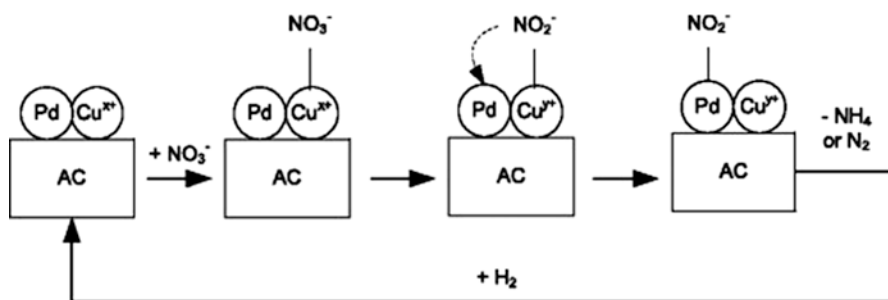 NO₃⁻ NO₂⁻ NO₂⁻
Pd Cuˣ⁺ Pd Cuˣ⁺ Pd Cuʸ⁺ Pd Cuʸ⁺
AC + NO₃⁻ AC AC AC - NH₄
or N₂
+ H₂